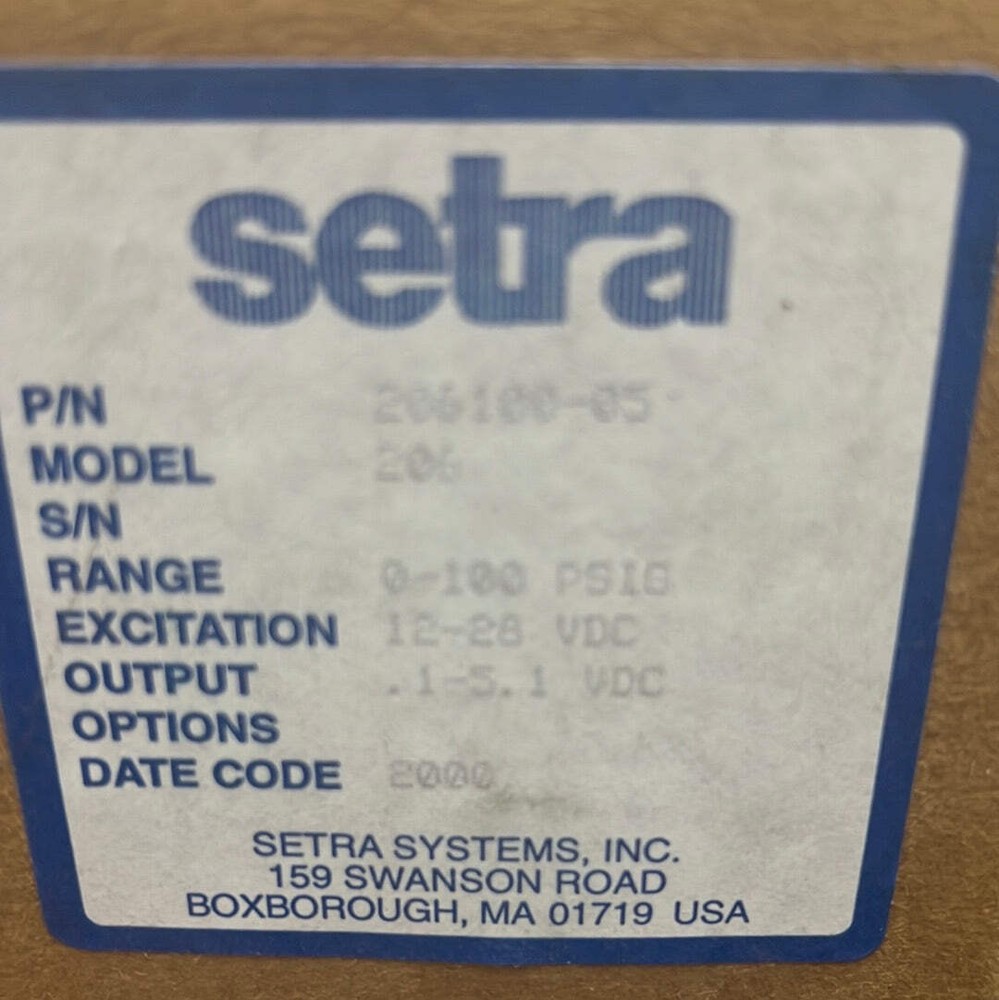 setra
P/N 206100-05
MODEL 206
S/N
RANGE 0-100 PSIG
EXCITATION 12-28 VDC
OUTPUT .1-5.1 VDC
OPTIONS
DATE CODE 2000
SETRA SYSTEMS, INC.
159 SWANSON ROAD
BOXBOROUGH, MA 01719 USA